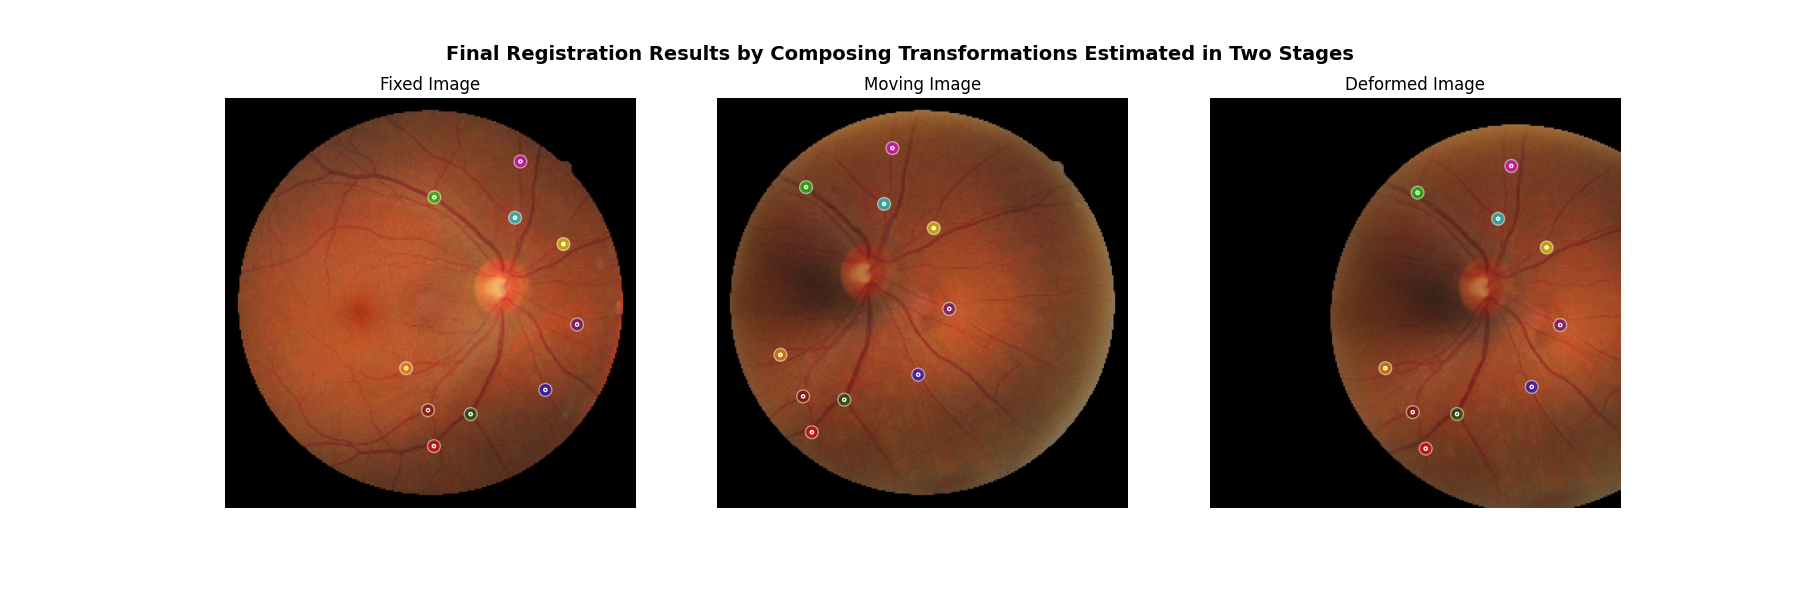 Final Registration Results by Composing Transformations Estimated in Two Stages
Fixed Image
Moving Image
Deformed Image